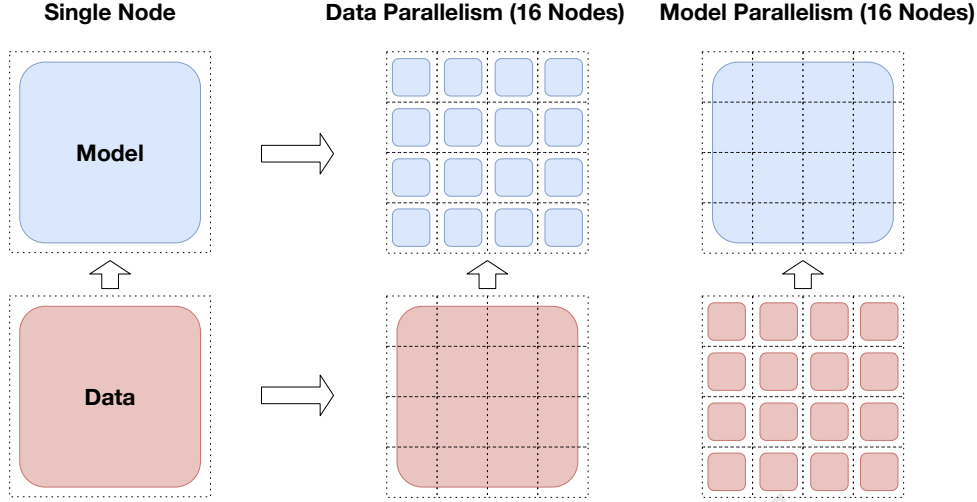 Single Node
Data Parallelism (16 Nodes)
Model Parallelism (16 Nodes)
Model
Data